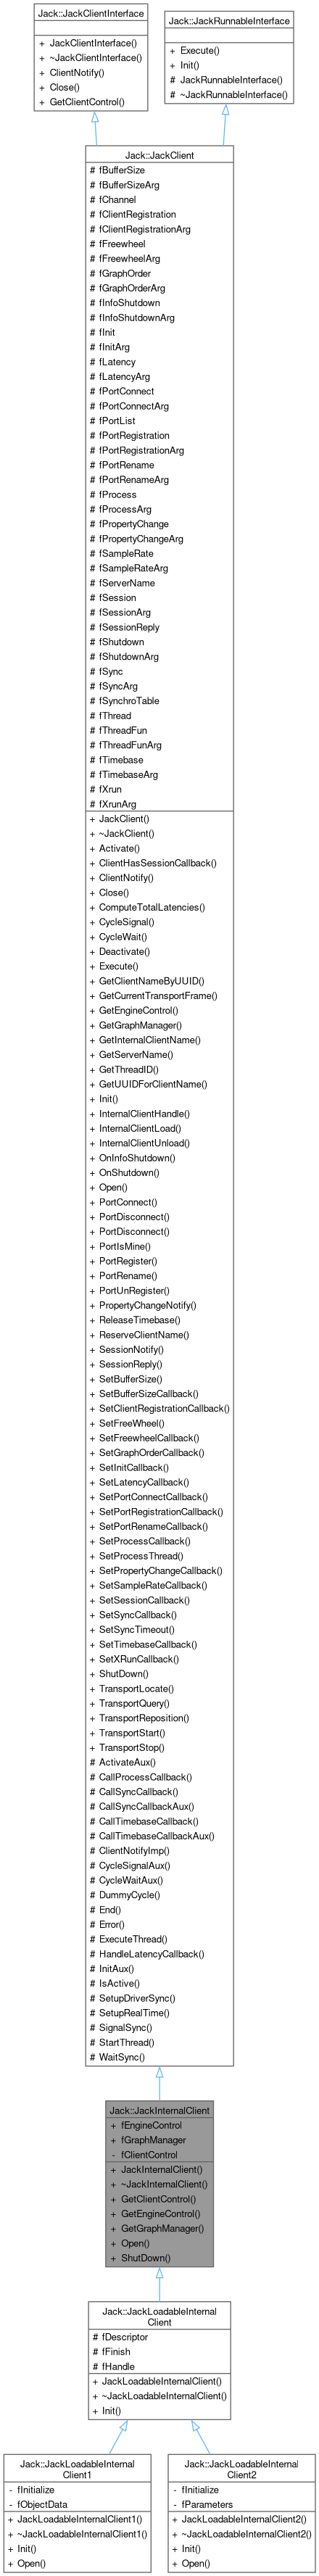 Jack::JackClientInterface
+ JackClientInterface()
+ ~JackClientInterface()
+ ClientNotify()
+ Close()
+ GetClientControl()
Jack::JackRunnableInterface
+ Execute()
+ Init()
# JackRunnableInterface()
# ~JackRunnableInterface()
Jack::JackClient
# fBufferSize
# fBufferSizeArg
# fChannel
# fClientRegistration
# fClientRegistrationArg
# fFreewheel
# fFreewheelArg
# fGraphOrder
# fGraphOrderArg
# fInfoShutdown
# fInfoShutdownArg
# fInit
# fInitArg
# fLatency
# fLatencyArg
# fPortConnect
# fPortConnectArg
# fPortList
# fPortRegistration
# fPortRegistrationArg
# fPortRename
# fPortRenameArg
# fProcess
# fProcessArg
# fPropertyChange
# fPropertyChangeArg
# fSampleRate
# fSampleRateArg
# fServerName
# fSession
# fSessionArg
# fSessionReply
# fShutdown
# fShutdownArg
# fSync
# fSyncArg
# fSynchroTable
# fThread
# fThreadFun
# fThreadFunArg
# fTimebase
# fTimebaseArg
# fXrun
# fXrunArg
+ JackClient()
+ ~JackClient()
+ Activate()
+ ClientHasSessionCallback()
+ ClientNotify()
+ Close()
+ ComputeTotalLatencies()
+ CycleSignal()
+ CycleWait()
+ Deactivate()
+ Execute()
+ GetClientNameByUUID()
+ GetCurrentTransportFrame()
+ GetEngineControl()
+ GetGraphManager()
+ GetInternalClientName()
+ GetServerName()
+ GetThreadID()
+ GetUUIDForClientName()
+ Init()
+ InternalClientHandle()
+ InternalClientLoad()
+ InternalClientUnload()
+ OnInfoShutdown()
+ OnShutdown()
+ Open()
+ PortConnect()
+ PortDisconnect()
+ PortDisconnect()
+ PortIsMine()
+ PortRegister()
+ PortRename()
+ PortUnRegister()
+ PropertyChangeNotify()
+ ReleaseTimebase()
+ ReserveClientName()
+ SessionNotify()
+ SessionReply()
+ SetBufferSize()
+ SetBufferSizeCallback()
+ SetClientRegistrationCallback()
+ SetFreeWheel()
+ SetFreewheelCallback()
+ SetGraphOrderCallback()
+ SetInitCallback()
+ SetLatencyCallback()
+ SetPortConnectCallback()
+ SetPortRegistrationCallback()
+ SetPortRenameCallback()
+ SetProcessCallback()
+ SetProcessThread()
+ SetPropertyChangeCallback()
+ SetSampleRateCallback()
+ SetSessionCallback()
+ SetSyncCallback()
+ SetSyncTimeout()
+ SetTimebaseCallback()
+ SetXRunCallback()
+ ShutDown()
+ TransportLocate()
+ TransportQuery()
+ TransportReposition()
+ TransportStart()
+ TransportStop()
# ActivateAux()
# CallProcessCallback()
# CallSyncCallback()
# CallSyncCallbackAux()
# CallTimebaseCallback()
# CallTimebaseCallbackAux()
# ClientNotifyImp()
# CycleSignalAux()
# CycleWaitAux()
# DummyCycle()
# End()
# Error()
# ExecuteThread()
# HandleLatencyCallback()
# InitAux()
# IsActive()
# SetupDriverSync()
# SetupRealTime()
# SignalSync()
# StartThread()
# WaitSync()
Jack::JackInternalClient
+ fEngineControl
+ fGraphManager
- fClientControl
+ JackInternalClient()
+ ~JackInternalClient()
+ GetClientControl()
+ GetEngineControl()
+ GetGraphManager()
+ Open()
+ ShutDown()
Jack::JackLoadableInternal
Client
# fDescriptor
# fFinish
# fHandle
+ JackLoadableInternalClient()
+ ~JackLoadableInternalClient()
+ Init()
Jack::JackLoadableInternal
Client1
- fInitialize
- fObjectData
+ JackLoadableInternalClient1()
+ ~JackLoadableInternalClient1()
+ Init()
+ Open()
Jack::JackLoadableInternal
Client2
- fInitialize
- fParameters
+ JackLoadableInternalClient2()
+ ~JackLoadableInternalClient2()
+ Init()
+ Open()